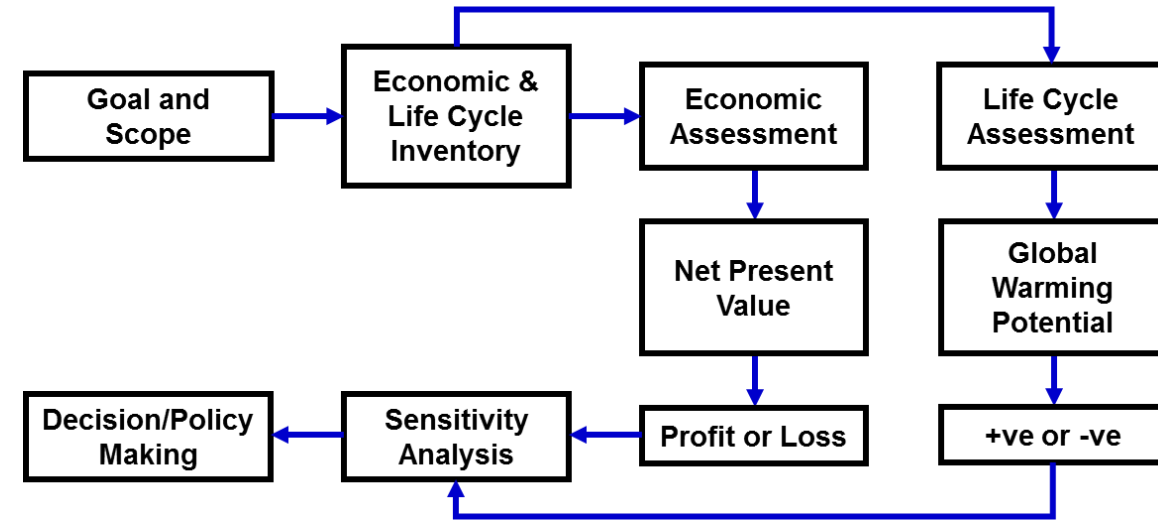 Goal and
Scope
Economic &
Life Cycle
Inventory
Economic
Assessment
Life Cycle
Assessment
Net Present
Value
Global
Warming
Potential
Decision/Policy
Making
Sensitivity
Analysis
Profit or Loss
+ve or -ve